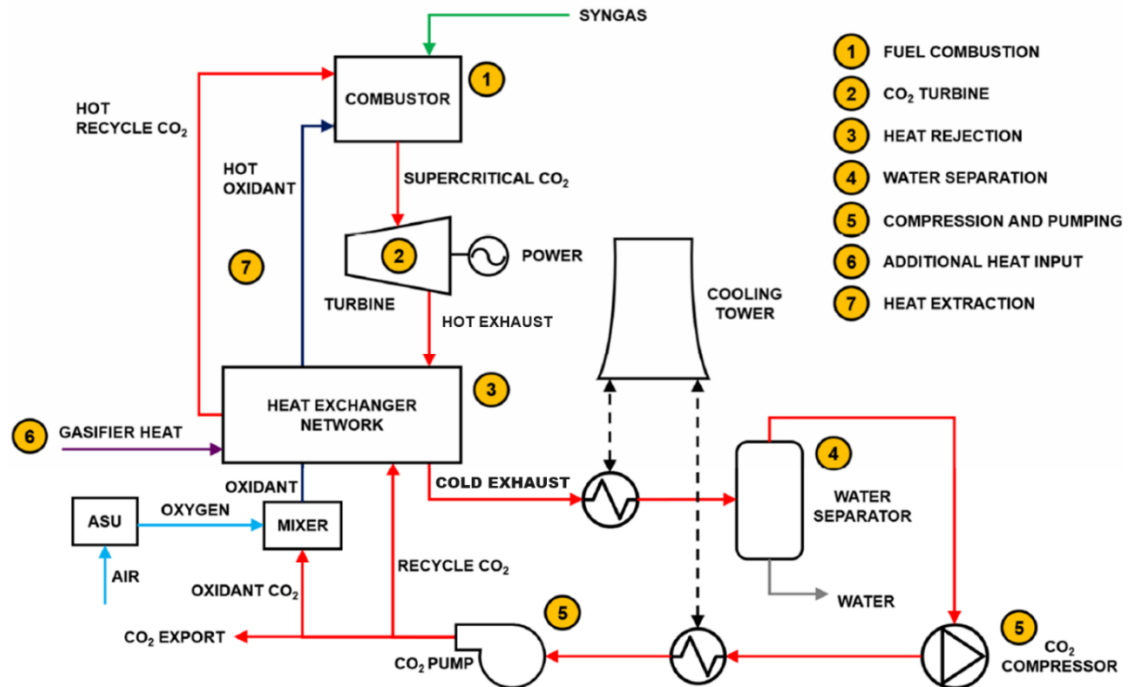 SYNGAS
1
COMBUSTOR
HOT
RECYCLE CO₂
HOT
OXIDANT
SUPERCRITICAL CO₂
7
2
POWER
TURBINE
HOT EXHAUST
COOLING
TOWER
HEAT EXCHANGER
NETWORK
3
6 GASIFIER HEAT
OXIDANT
COLD EXHAUST
ASU
OXYGEN
MIXER
AIR
OXIDANT CO₂
RECYCLE CO₂
4
WATER
SEPARATOR
WATER
CO₂ EXPORT
CO₂ PUMP
5
5
CO₂
COMPRESSOR
1 FUEL COMBUSTION
2 CO₂ TURBINE
3 HEAT REJECTION
4 WATER SEPARATION
5 COMPRESSION AND PUMPING
6 ADDITIONAL HEAT INPUT
7 HEAT EXTRACTION